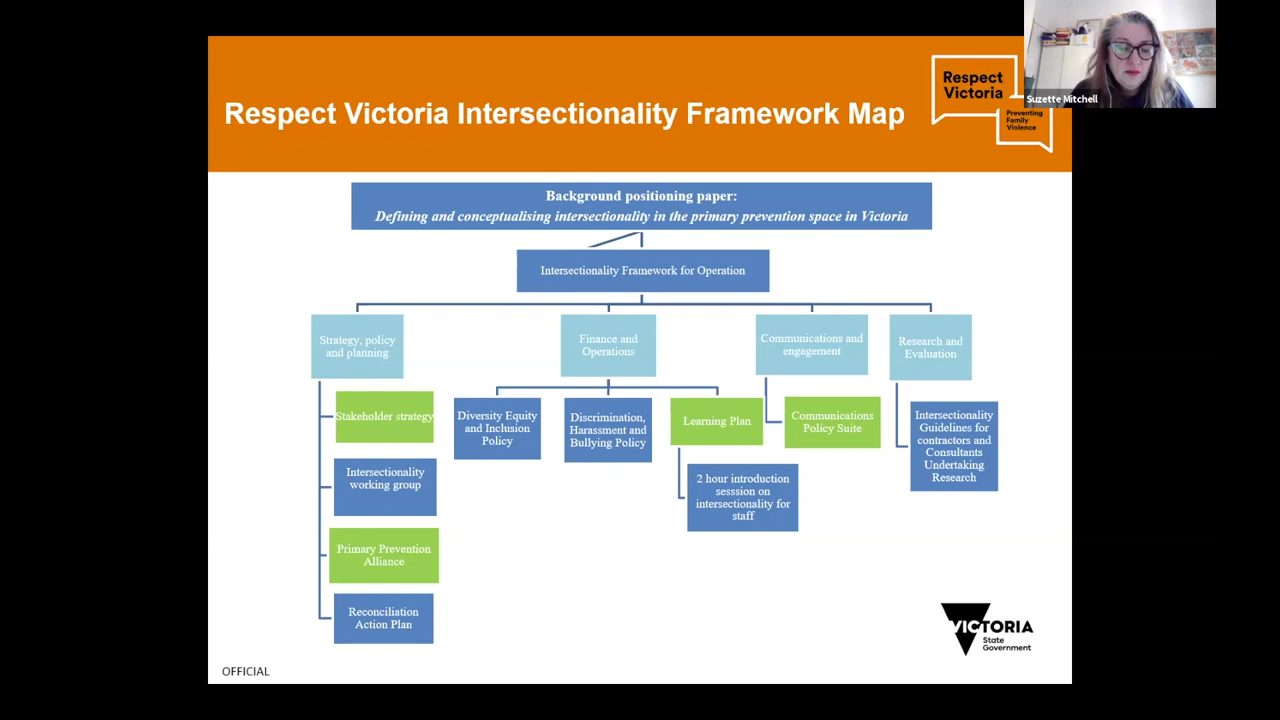 Respect Victoria Intersectionality Framework Map
Respect
Victoria
Preventing
Family
Violence
Suzette Mitchell
Background positioning paper:
Defining and conceptualising intersectionality in the primary prevention space in Victoria
Intersectionality Framework for Operation
Strategy, policy
and planning
Finance and
Operations
Communications and
engagement
Research and
Evaluation
Stakeholder strategy
Intersectionality
working group
Primary Prevention
Alliance
Reconciliation
Action Plan
Diversity Equity
and Inclusion
Policy
Discrimination,
Harassment and
Bullying Policy
Learning Plan
2 hour introduction
sesssion on
intersectionality for
staff
Communications
Policy Suite
Intersectionality
Guidelines for
contractors and
Consultants
Undertaking
Research
VICTORIA
State
Government
OFFICIAL